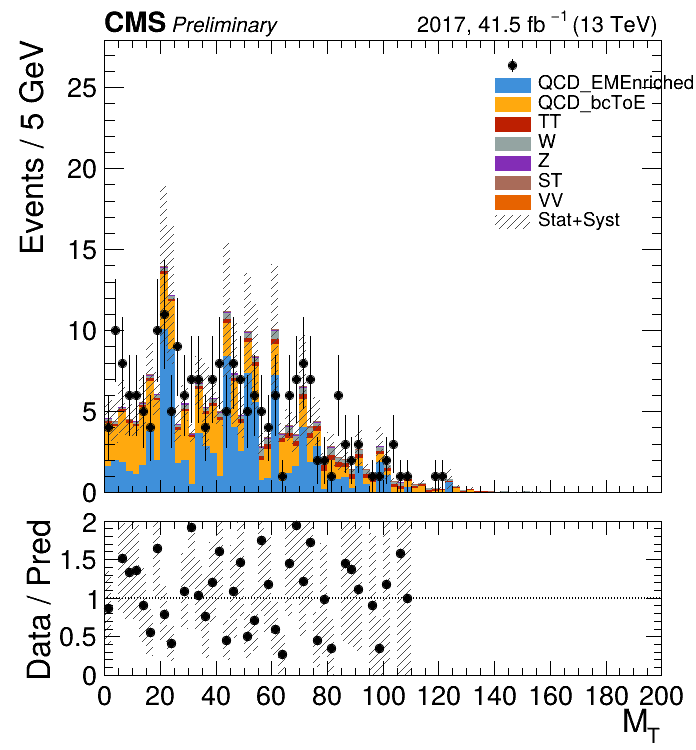 CMS Preliminary 2017, 41.5 fb⁻¹ (13 TeV)
Events / 5 GeV
25
20
15
10
5
0
QCD_EMEnriched
QCD_bcToE
TT
W
Z
ST
VV
Stat+Syst
Data / Pred
2
1.5
1
0.5
0
0 20 40 60 80 100 120 140 160 180 200
M_T